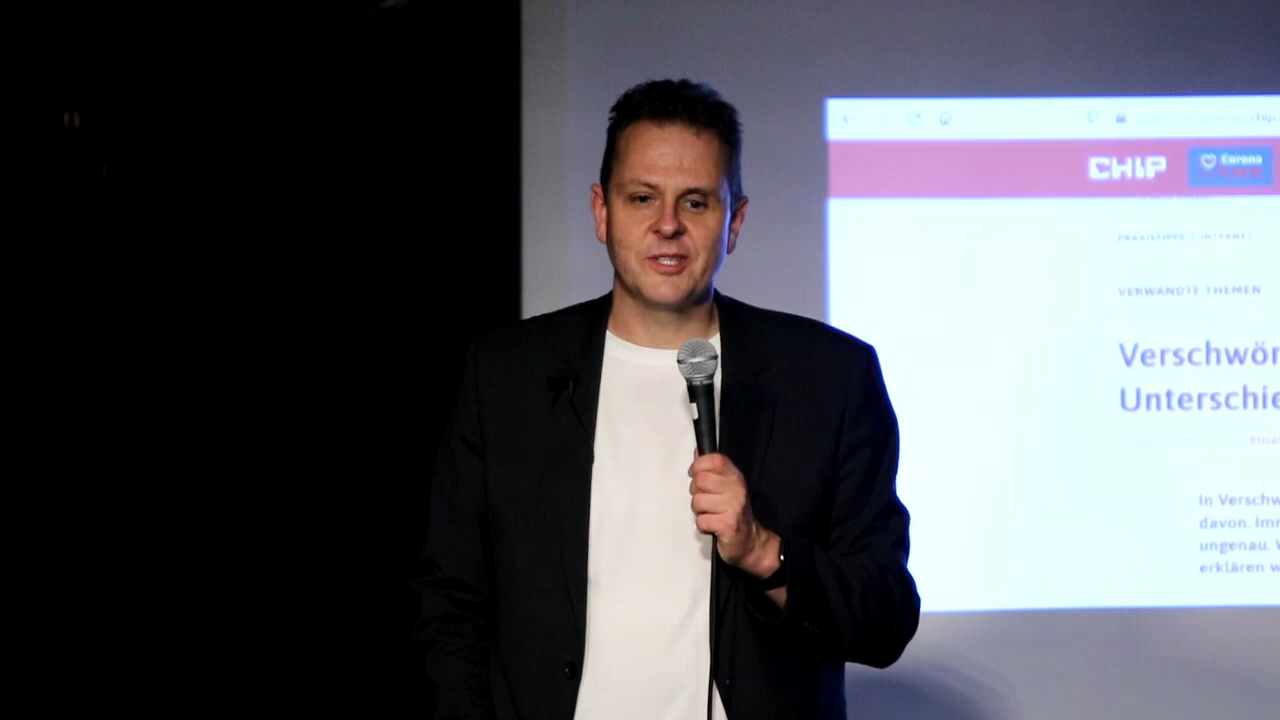 CHIP
Corona
PRAXISTIPPS INTERNET
VERWANDTE THEMEN
Verschwör
Unterschie
In Verschw
davon. Imm
ungenau. W
erklären w